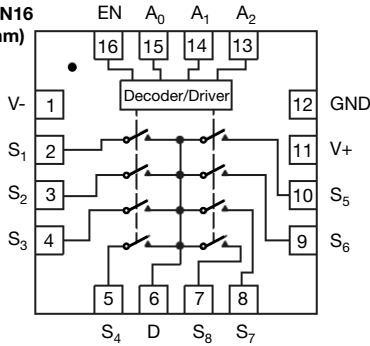 N16
m)
EN A0 A1 A2
16 15 14 13
Decoder/Driver
V- 1 12 GND
S1 2 11 V+
S2 3 10 S5
S3 4 9 S6
5 6 7 8
S4 D S8 S7